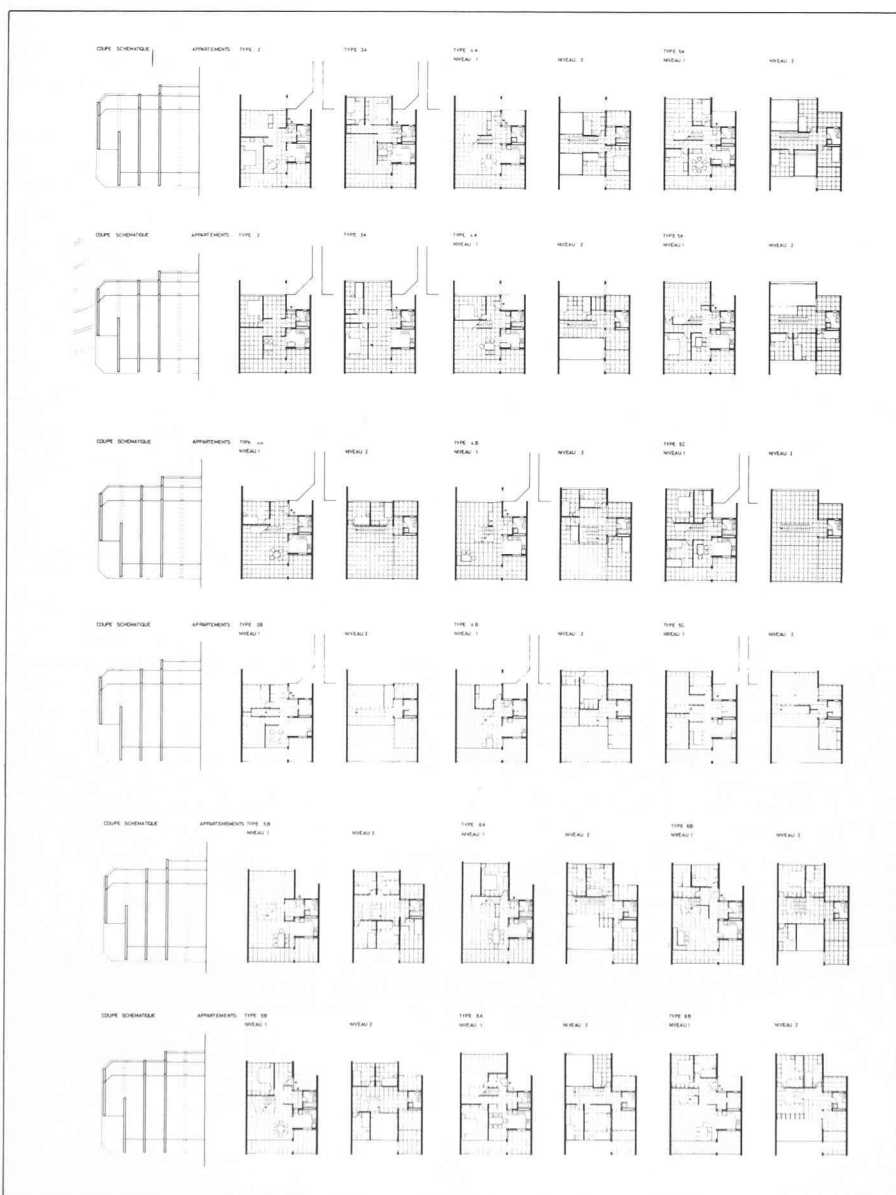 COUPE SCHEMATIQUE APPARTEMENTS TYPE 2 TYPE 3A TYPE 4A TYPE 5A
NIVEAU 1 NIVEAU 2 NIVEAU 1 NIVEAU 2
COUPE SCHEMATIQUE APPARTEMENTS TYPE 2 TYPE 3A TYPE 4A TYPE 5A
NIVEAU 1 NIVEAU 2 NIVEAU 1 NIVEAU 2
COUPE SCHEMATIQUE APPARTEMENTS TYPE TYPE 4B TYPE 5C
NIVEAU 1 NIVEAU 2 NIVEAU 1 NIVEAU 2 NIVEAU 1 NIVEAU 2
COUPE SCHEMATIQUE APPARTEMENTS TYPE 3B TYPE 4B TYPE 5C
NIVEAU 1 NIVEAU 2 NIVEAU 1 NIVEAU 2 NIVEAU 1 NIVEAU 2
COUPE SCHEMATIQUE APPARTEMENTS TYPE 5B TYPE 6A TYPE 6B
NIVEAU 1 NIVEAU 2 NIVEAU 1 NIVEAU 2 NIVEAU 1 NIVEAU 2
COUPE SCHEMATIQUE APPARTEMENTS TYPE 5B TYPE 6A TYPE 6B
NIVEAU 1 NIVEAU 2 NIVEAU 1 NIVEAU 2 NIVEAU 1 NIVEAU 2